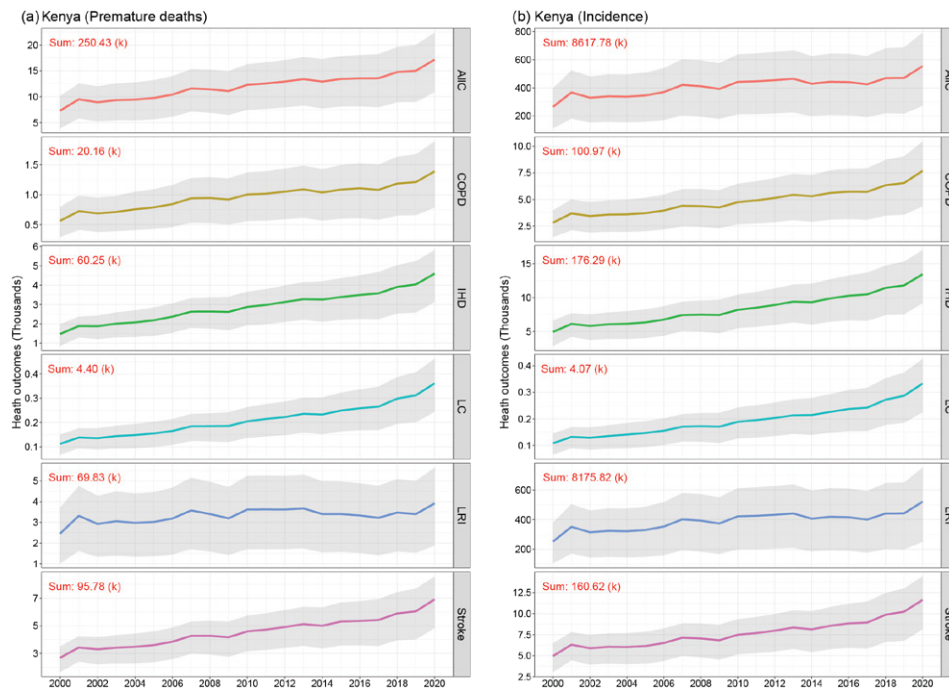 (a) Kenya (Premature deaths)
Sum: 250.43 (k)
20
15
10
5
AllC
Sum: 20.16 (k)
1.5
1.0
0.5
COPD
Sum: 60.25 (k)
6
5
4
3
2
1
IHD
Sum: 4.40 (k)
0.4
0.3
0.2
0.1
LC
Sum: 69.83 (k)
5
4
3
2
1
LRI
Sum: 95.78 (k)
7
5
3
Stroke
Heath outcomes (Thousands)
2000 2002 2004 2006 2008 2010 2012 2014 2016 2018 2020
(b) Kenya (Incidence)
Sum: 8617.78 (k)
800
600
400
200
Sum: 100.97 (k)
10.0
7.5
5.0
2.5
COPD
Sum: 176.29 (k)
15
10
5
Sum: 4.07 (k)
0.4
0.3
0.2
0.1
Sum: 8175.82 (k)
600
400
200
Sum: 160.62 (k)
12.5
10.0
7.5
5.0
2.5
Stroke
Heath outcomes (Thousands)
2000 2002 2004 2006 2008 2010 2012 2014 2016 2018 2020